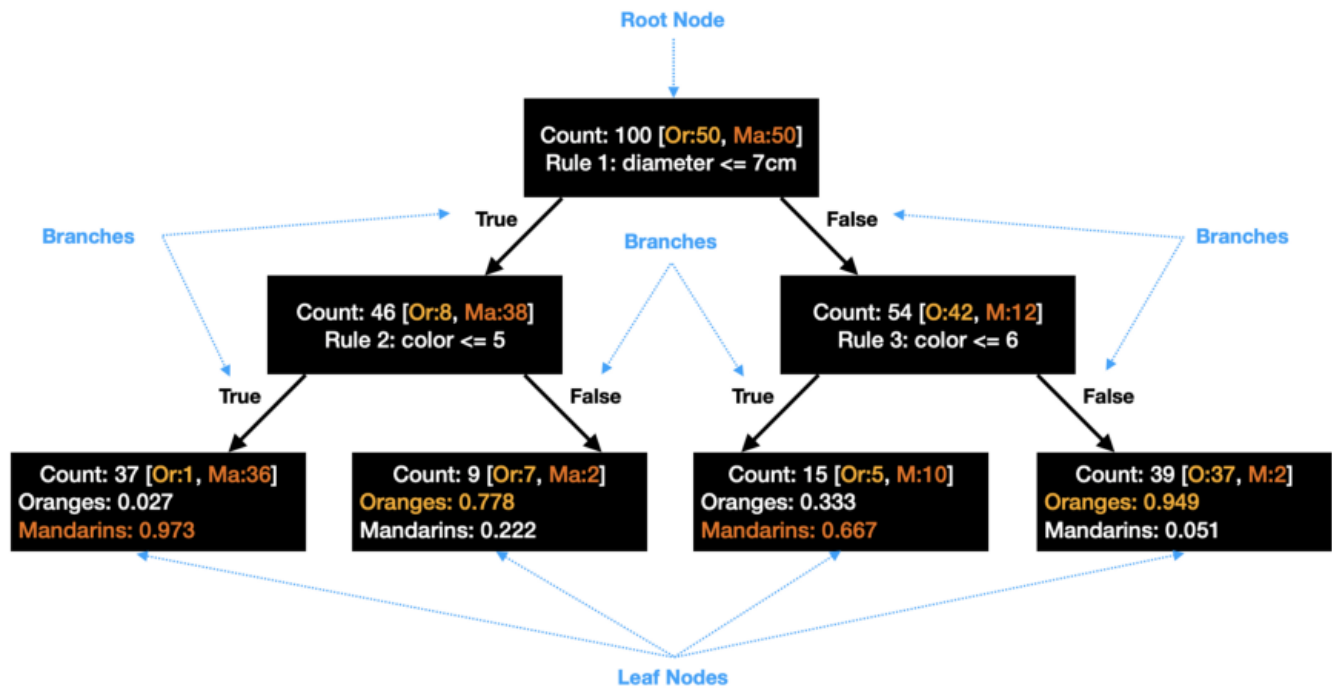 Root Node
Count: 100 [Or:50, Ma:50]
Rule 1: diameter <= 7cm
True
False
Branches
Branches
Branches
Count: 46 [Or:8, Ma:38]
Rule 2: color <= 5
Count: 54 [O:42, M:12]
Rule 3: color <= 6
True
False
True
False
Count: 37 [Or:1, Ma:36]
Oranges: 0.027
Mandarins: 0.973
Count: 9 [Or:7, Ma:2]
Oranges: 0.778
Mandarins: 0.222
Count: 15 [Or:5, M:10]
Oranges: 0.333
Mandarins: 0.667
Count: 39 [O:37, M:2]
Oranges: 0.949
Mandarins: 0.051
Leaf Nodes